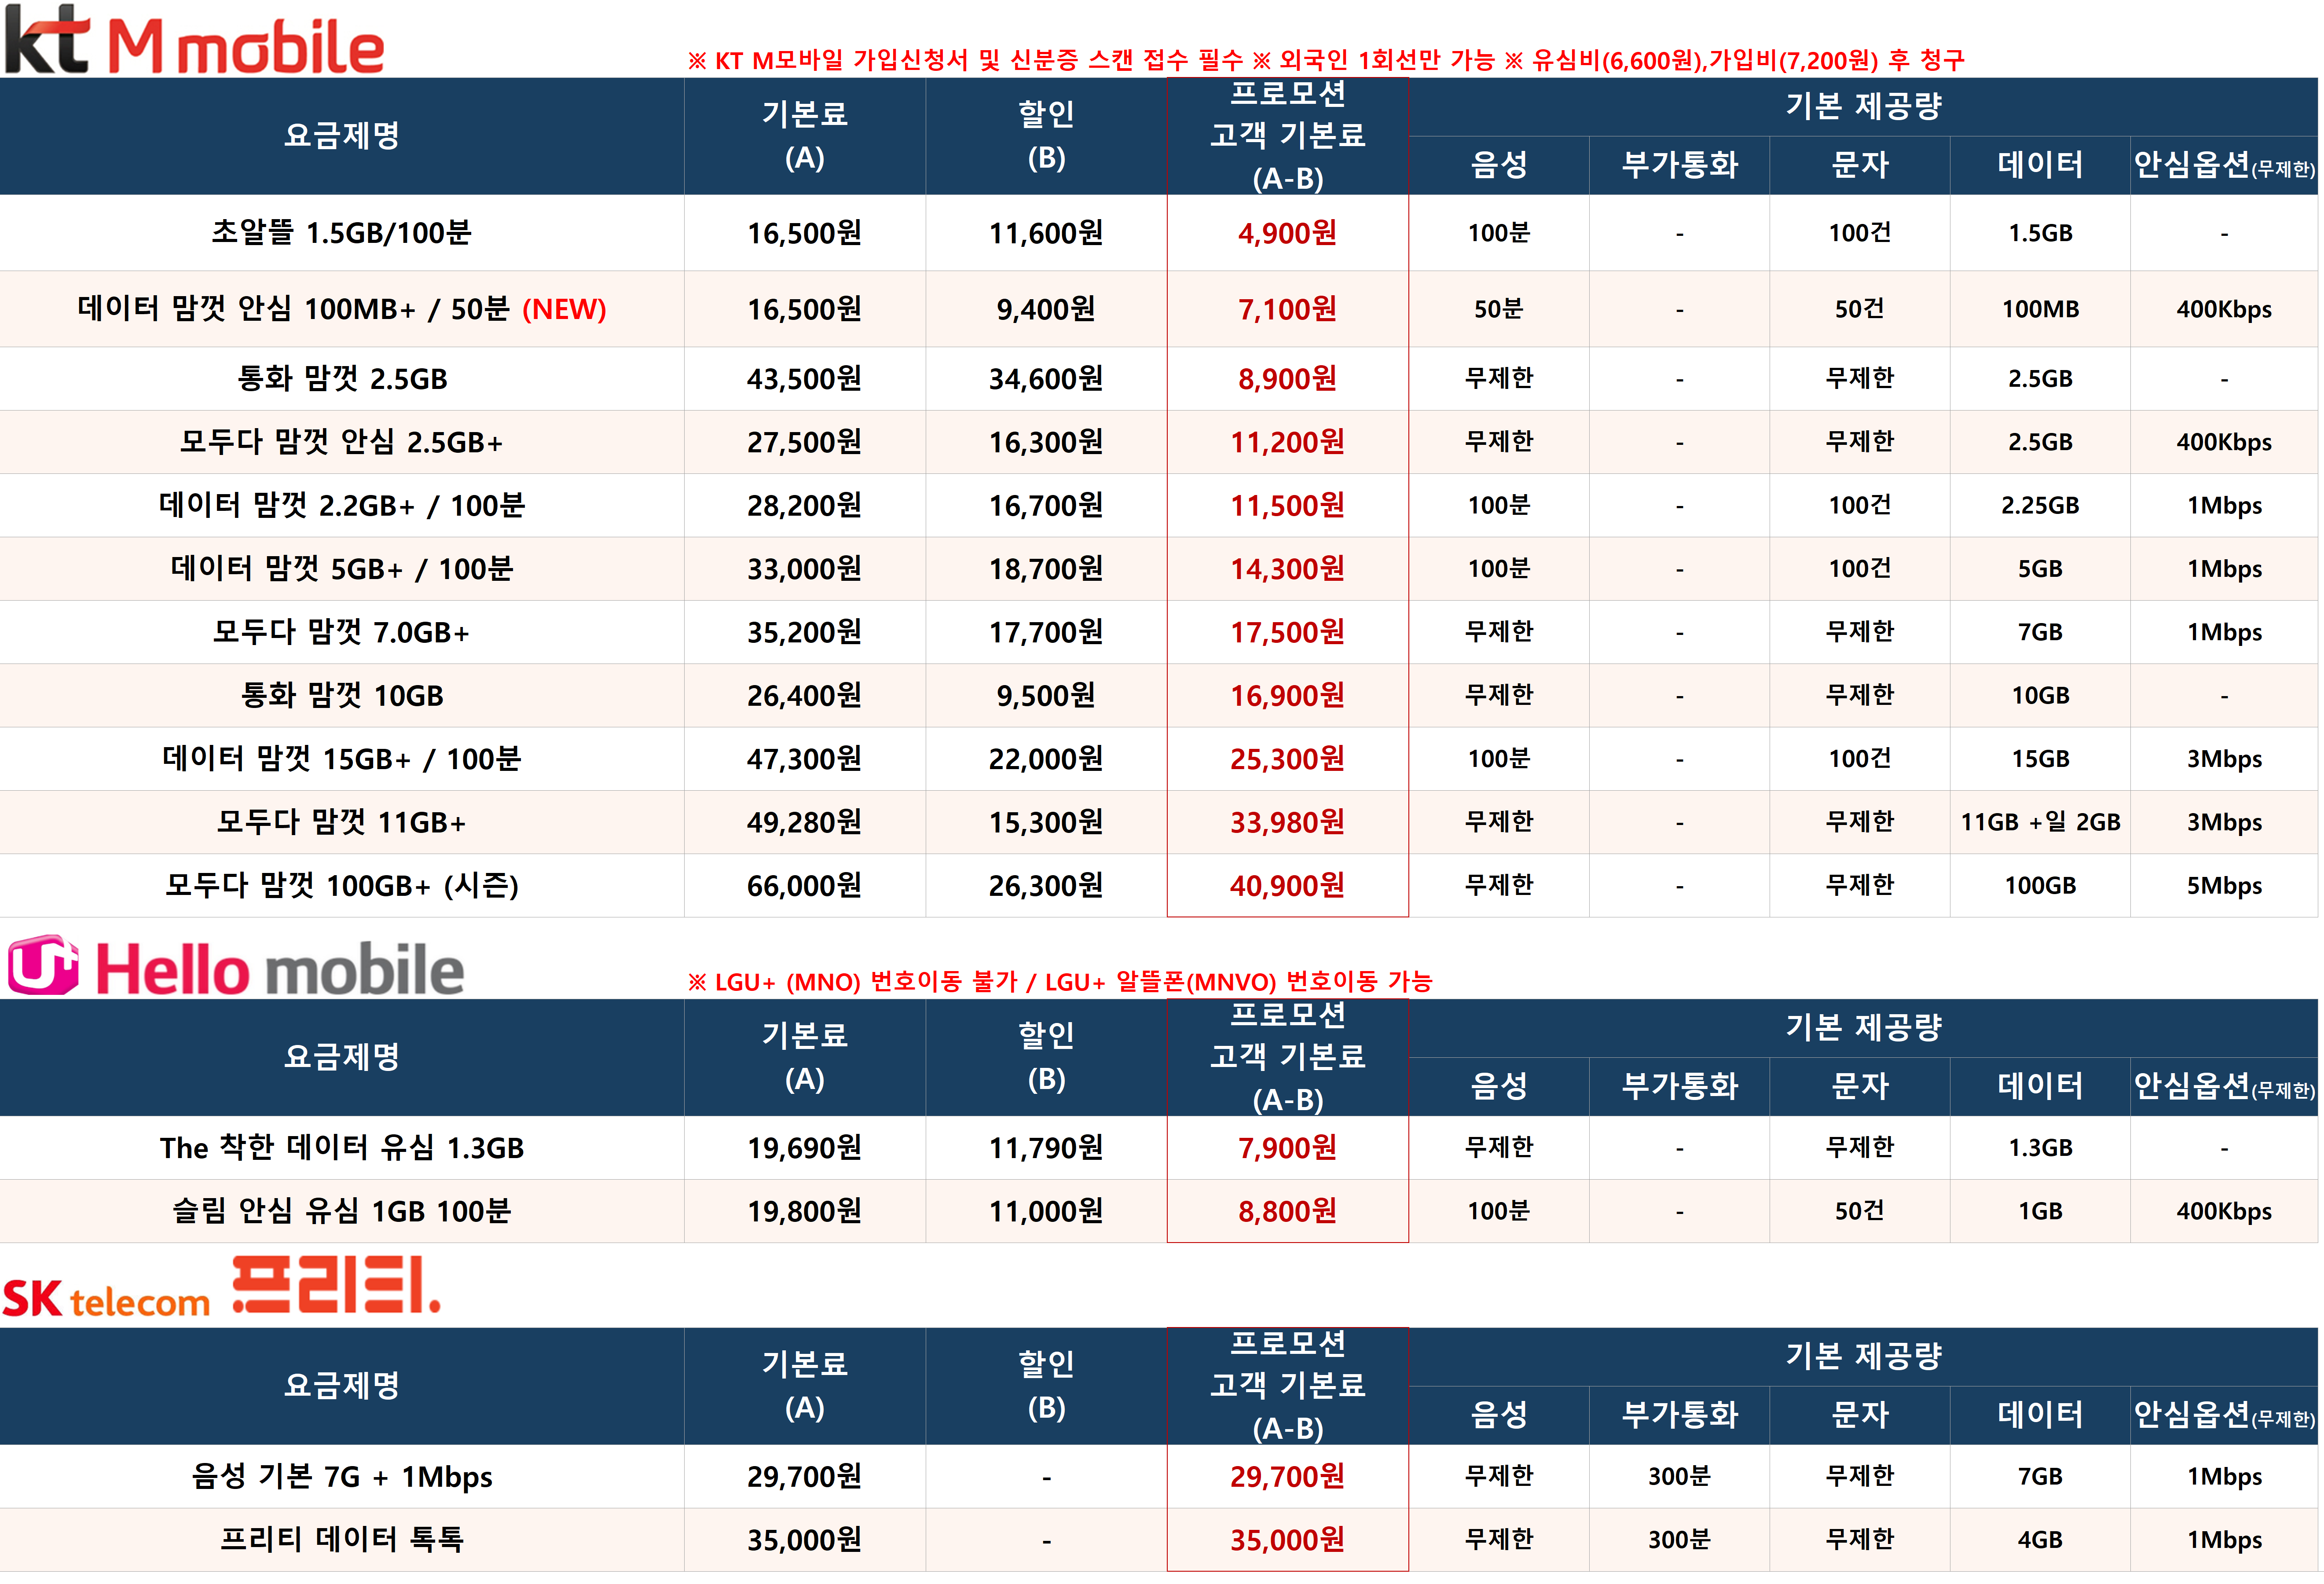 kt M mobile
※ KT M모바일 가입신청서 및 신분증 스캔 접수 필수 ※ 외국인 1회선만 가능 ※ 유심비(6,600원),가입비(7,200원) 후 청구
요금제명 기본료 (A) 할인 (B) 프로모션 고객 기본료 (A-B) 기본 제공량
음성 부가통화 문자 데이터 안심옵션(무제한)
초알뜰 1.5GB/100분 16,500원 11,600원 4,900원 100분 - 100건 1.5GB -
데이터 맘껏 안심 100MB+ / 50분 (NEW) 16,500원 9,400원 7,100원 50분 - 50건 100MB 400Kbps
통화 맘껏 2.5GB 43,500원 34,600원 8,900원 무제한 - 무제한 2.5GB -
모두다 맘껏 안심 2.5GB+ 27,500원 16,300원 11,200원 무제한 - 무제한 2.5GB 400Kbps
데이터 맘껏 2.2GB+ / 100분 28,200원 16,700원 11,500원 100분 - 100건 2.25GB 1Mbps
데이터 맘껏 5GB+ / 100분 33,000원 18,700원 14,300원 100분 - 100건 5GB 1Mbps
모두다 맘껏 7.0GB+ 35,200원 17,700원 17,500원 무제한 - 무제한 7GB 1Mbps
통화 맘껏 10GB 26,400원 9,500원 16,900원 무제한 - 무제한 10GB -
데이터 맘껏 15GB+ / 100분 47,300원 22,000원 25,300원 100분 - 100건 15GB 3Mbps
모두다 맘껏 11GB+ 49,280원 15,300원 33,980원 무제한 - 무제한 11GB +일 2GB 3Mbps
모두다 맘껏 100GB+ (시즌) 66,000원 26,300원 40,900원 무제한 - 무제한 100GB 5Mbps
U+ Hello mobile
※ LGU+ (MNO) 번호이동 불가 / LGU+ 알뜰폰(MNVO) 번호이동 가능
요금제명 기본료 (A) 할인 (B) 프로모션 고객 기본료 (A-B) 기본 제공량
음성 부가통화 문자 데이터 안심옵션(무제한)
The 착한 데이터 유심 1.3GB 19,690원 11,790원 7,900원 무제한 - 무제한 1.3GB -
슬림 안심 유심 1GB 100분 19,800원 11,000원 8,800원 100분 - 50건 1GB 400Kbps
SK telecom 프리티.
요금제명 기본료 (A) 할인 (B) 프로모션 고객 기본료 (A-B) 기본 제공량
음성 부가통화 문자 데이터 안심옵션(무제한)
음성 기본 7G + 1Mbps 29,700원 - 29,700원 무제한 300분 무제한 7GB 1Mbps
프리티 데이터 톡톡 35,000원 - 35,000원 무제한 300분 무제한 4GB 1Mbps